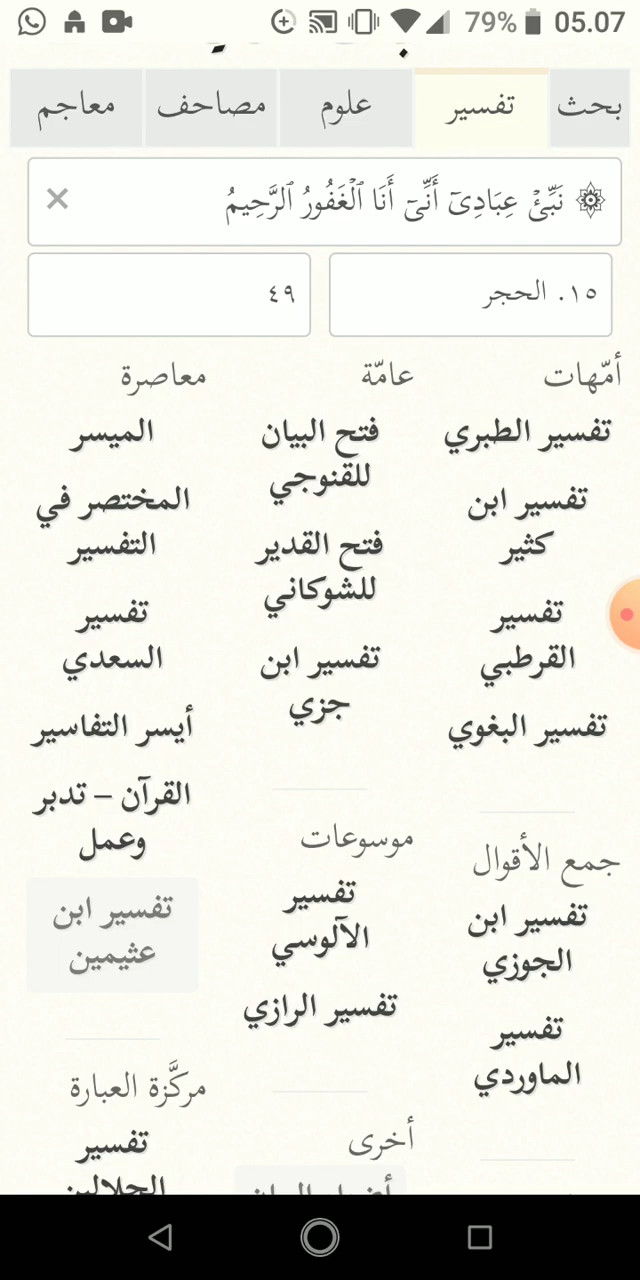 79% 05.07
بحث تفسير علوم مصاحف معاجم
۞ نَبِّئْ عِبَادِىٓ أَنِّىٓ أَنَا ٱلْغَفُورُ ٱلرَّحِيمُ
١٥. الحجر
٤٩
أمّهات
تفسير الطبري
تفسير ابن
كثير
تفسير
القرطبي
تفسير البغوي
جمع الأقوال
تفسير ابن
الجوزي
تفسير
الماوردي
عامّة
فتح البيان
للقنوجي
فتح القدير
للشوكاني
تفسير ابن
جزي
موسوعات
تفسير
الآلوسي
تفسير الرازي
أخرى
معاصرة
الميسر
المختصر في
التفسير
تفسير
السعدي
أيسر التفاسير
القرآن – تدبر
وعمل
تفسير ابن
عثيمين
مركَّزة العبارة
تفسير
الجلالين